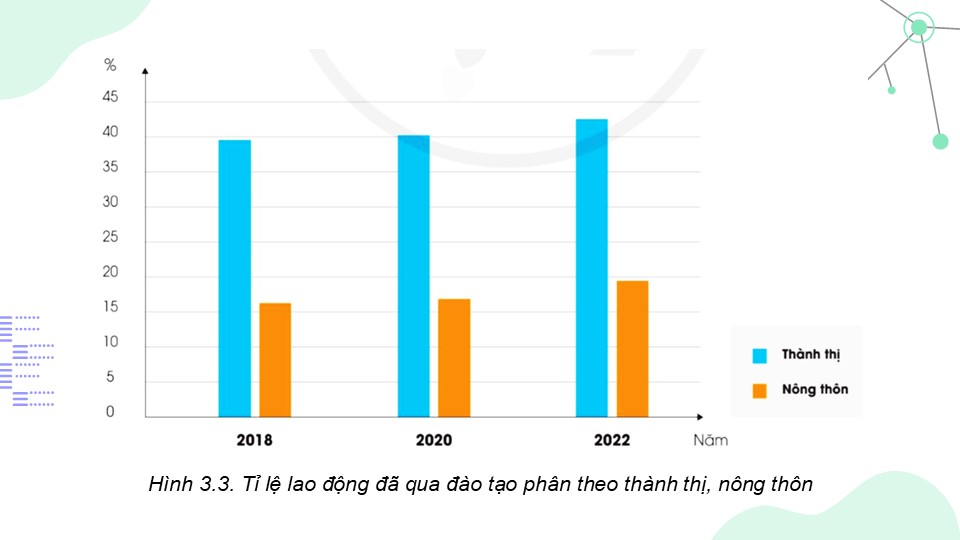 %
45
40
35
30
25
20
15
10
5
0
2018 2020 2022 Năm
Thành thị
Nông thôn
Hình 3.3. Tỉ lệ lao động đã qua đào tạo phân theo thành thị, nông thôn